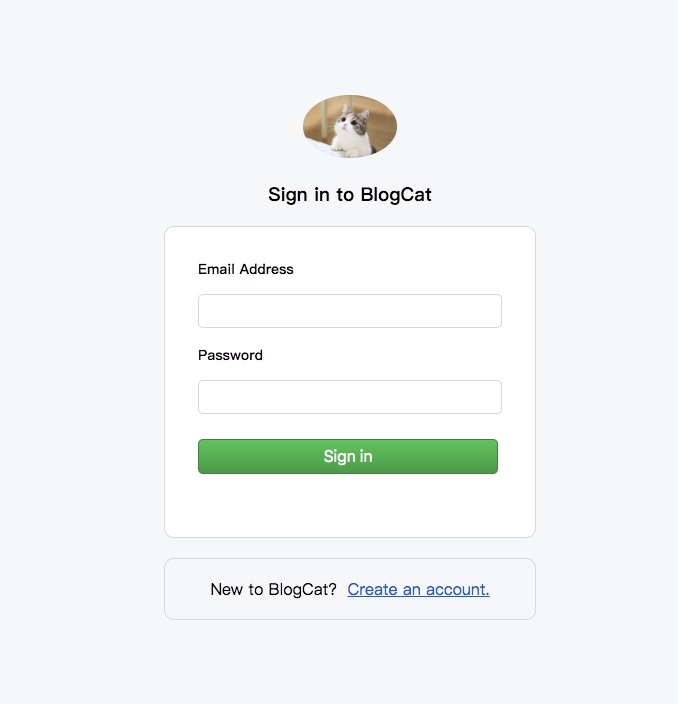 Sign in to BlogCat
Email Address
Password
Sign in
New to BlogCat? Create an account.